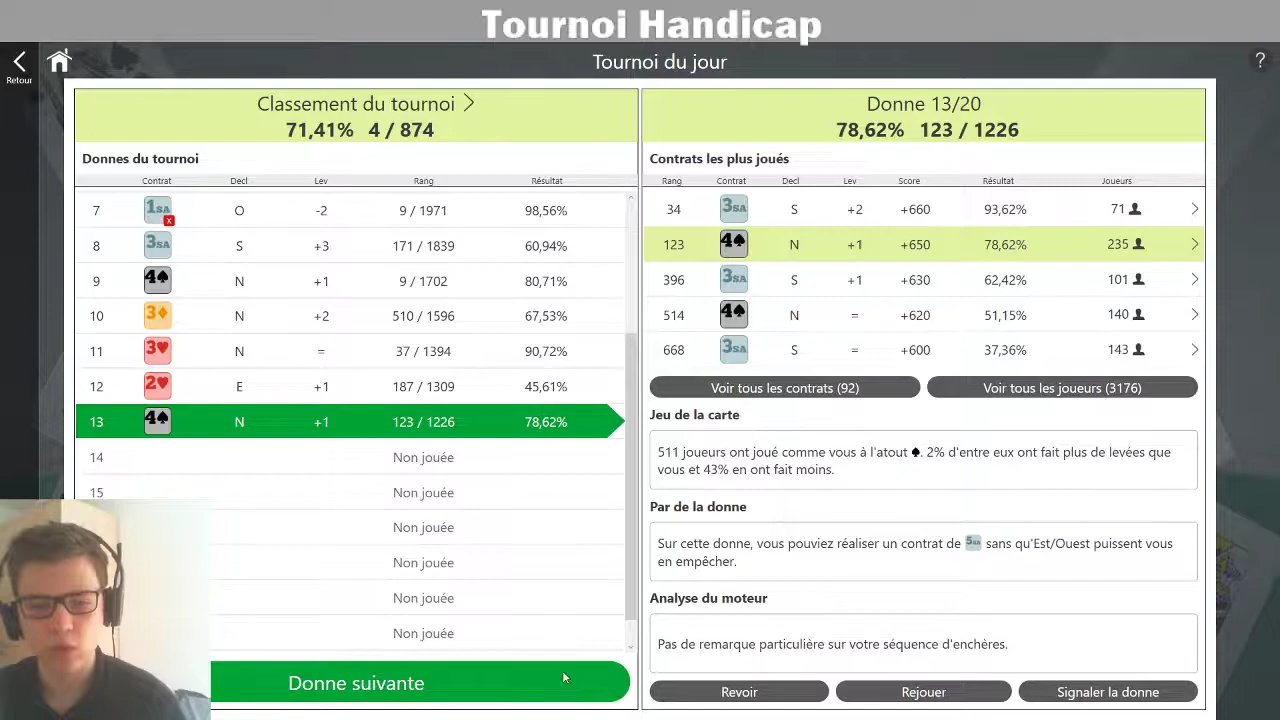 Tournoi Handicap
Retour
Tournoi du jour
?
Classement du tournoi
71,41% 4 / 874
Donnes du tournoi
Contrat Decl Lev Rang Résultat
7 1SA X O -2 9 / 1971 98,56%
8 3SA S +3 171 / 1839 60,94%
9 4♠ N +1 9 / 1702 80,71%
10 3♦ N +2 510 / 1596 67,53%
11 3♥ N = 37 / 1394 90,72%
12 2♥ E +1 187 / 1309 45,61%
13 4♠ N +1 123 / 1226 78,62%
14 Non jouée
15 Non jouée
Non jouée
Non jouée
Non jouée
Non jouée
Donne suivante
Donne 13/20
78,62% 123 / 1226
Contrats les plus joués
Rang Contrat Decl Lev Score Résultat Joueurs
34 3SA S +2 +660 93,62% 71
123 4♠ N +1 +650 78,62% 235
396 3SA S +1 +630 62,42% 101
514 4♠ N = +620 51,15% 140
668 3SA S = +600 37,36% 143
Voir tous les contrats (92) Voir tous les joueurs (3176)
Jeu de la carte
511 joueurs ont joué comme vous à l'atout ♠. 2% d'entre eux ont fait plus de levées que
vous et 43% en ont fait moins.
Par de la donne
Sur cette donne, vous pouviez réaliser un contrat de 5SA sans qu'Est/Ouest puissent vous
en empêcher.
Analyse du moteur
Pas de remarque particulière sur votre séquence d'enchères.
Revoir Rejouer Signaler la donne